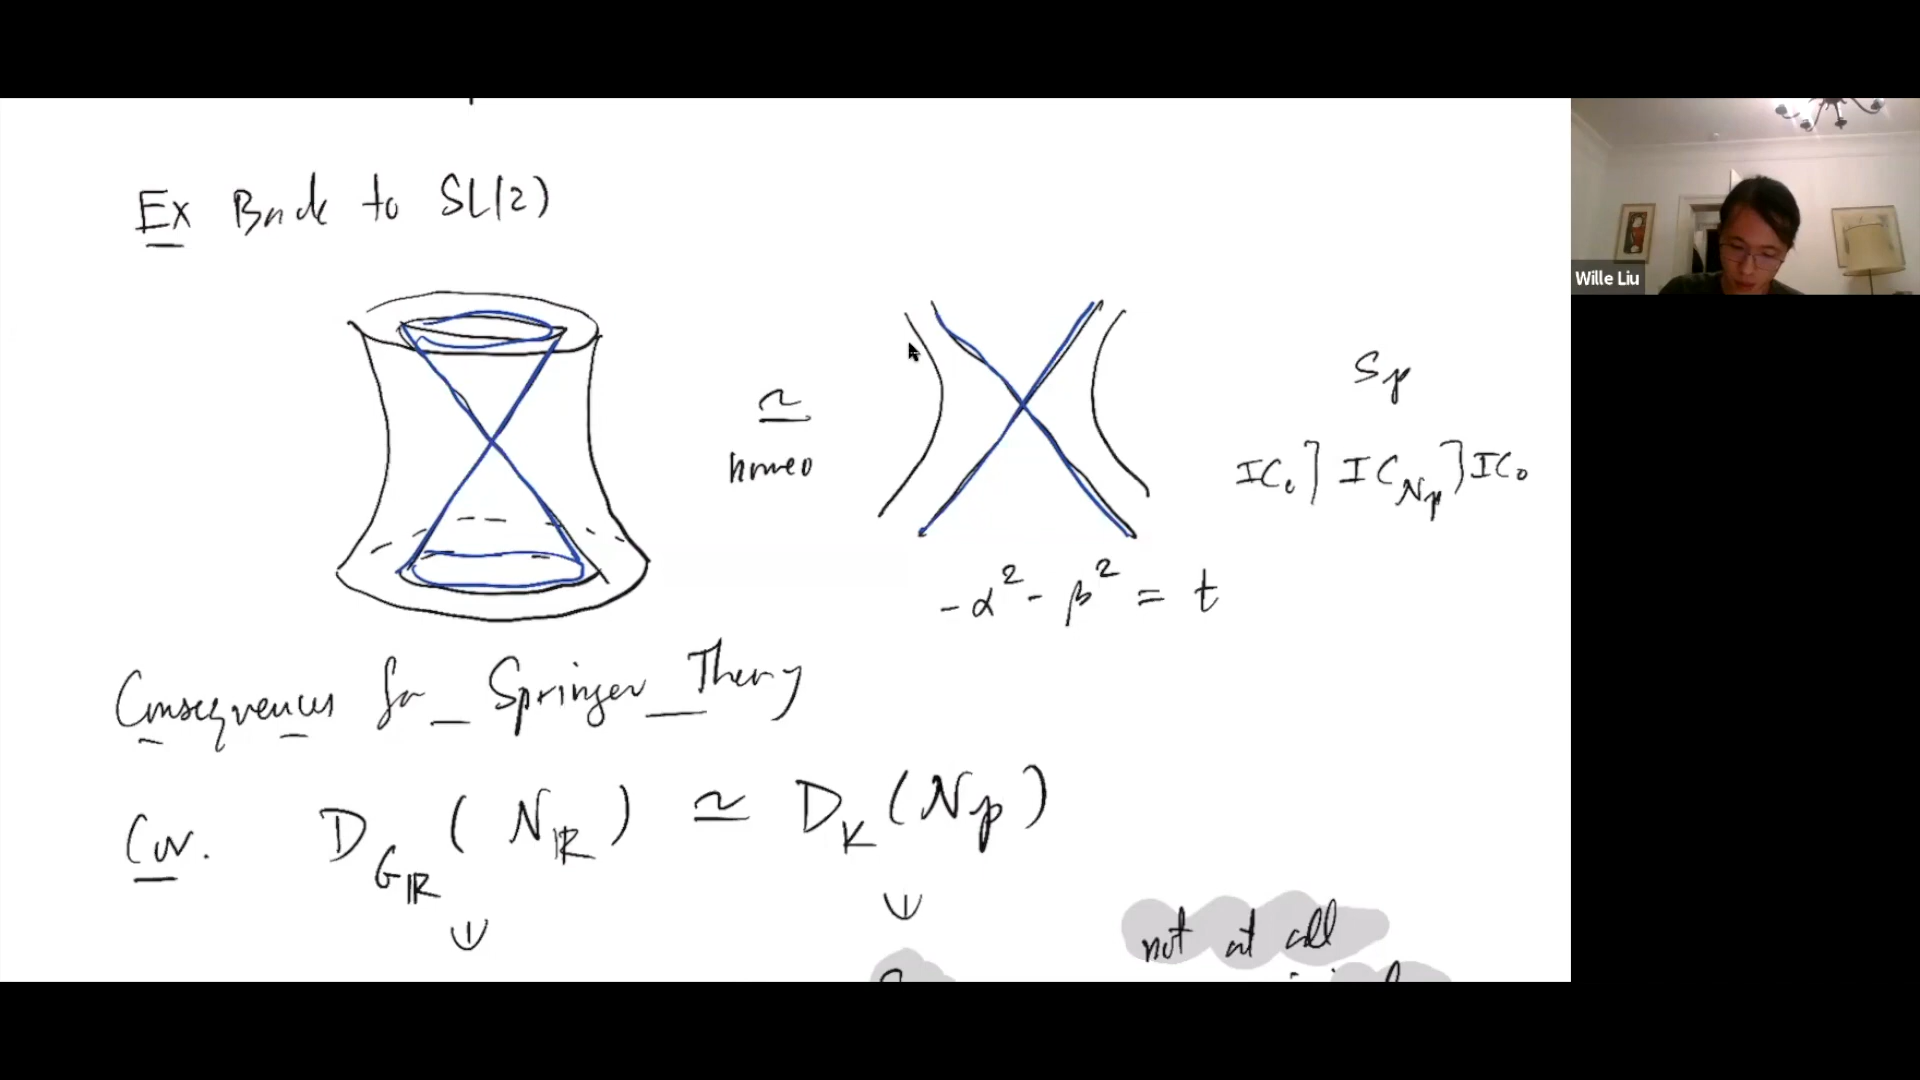 Ex Back to SL(2)
≃
homeo
S_p
IC_0] IC_{N_p}] IC_0
-α² - β² = t
Consequences for Springer Theory
Cor. D_{G_ℝ} (N_ℝ) ≃ D_K (N_p)
not at all
Wille Liu